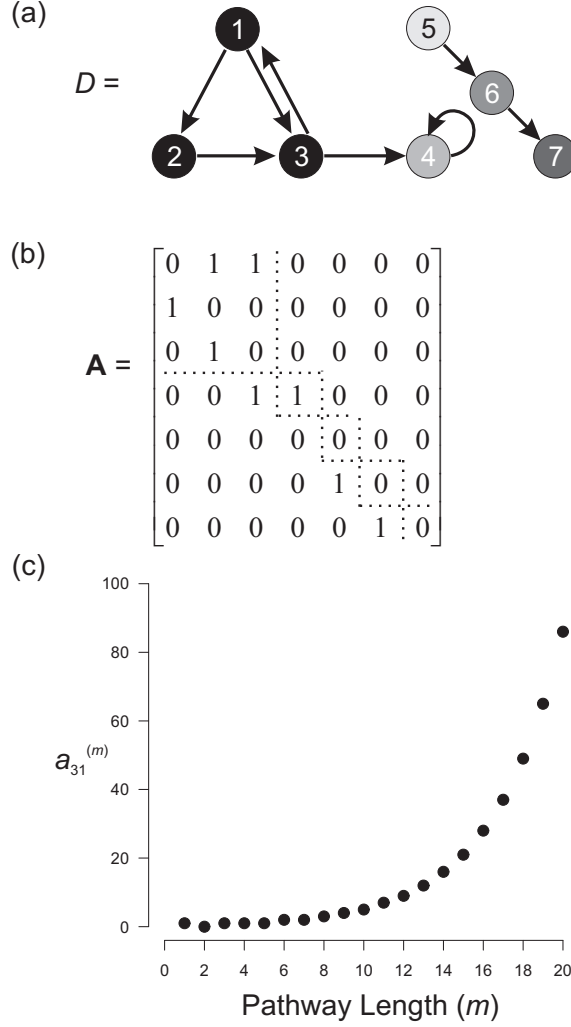 (a)
D =
1
5
6
2
3
4
7
(b)
A =
0 1 1 0 0 0 0
1 0 0 0 0 0 0
0 1 0 0 0 0 0
0 0 1 1 0 0 0
0 0 0 0 0 0 0
0 0 0 0 1 0 0
0 0 0 0 0 1 0
(c)
100
80
60
40
20
0
a31(m)
0 2 4 6 8 10 12 14 16 18 20
Pathway Length (m)